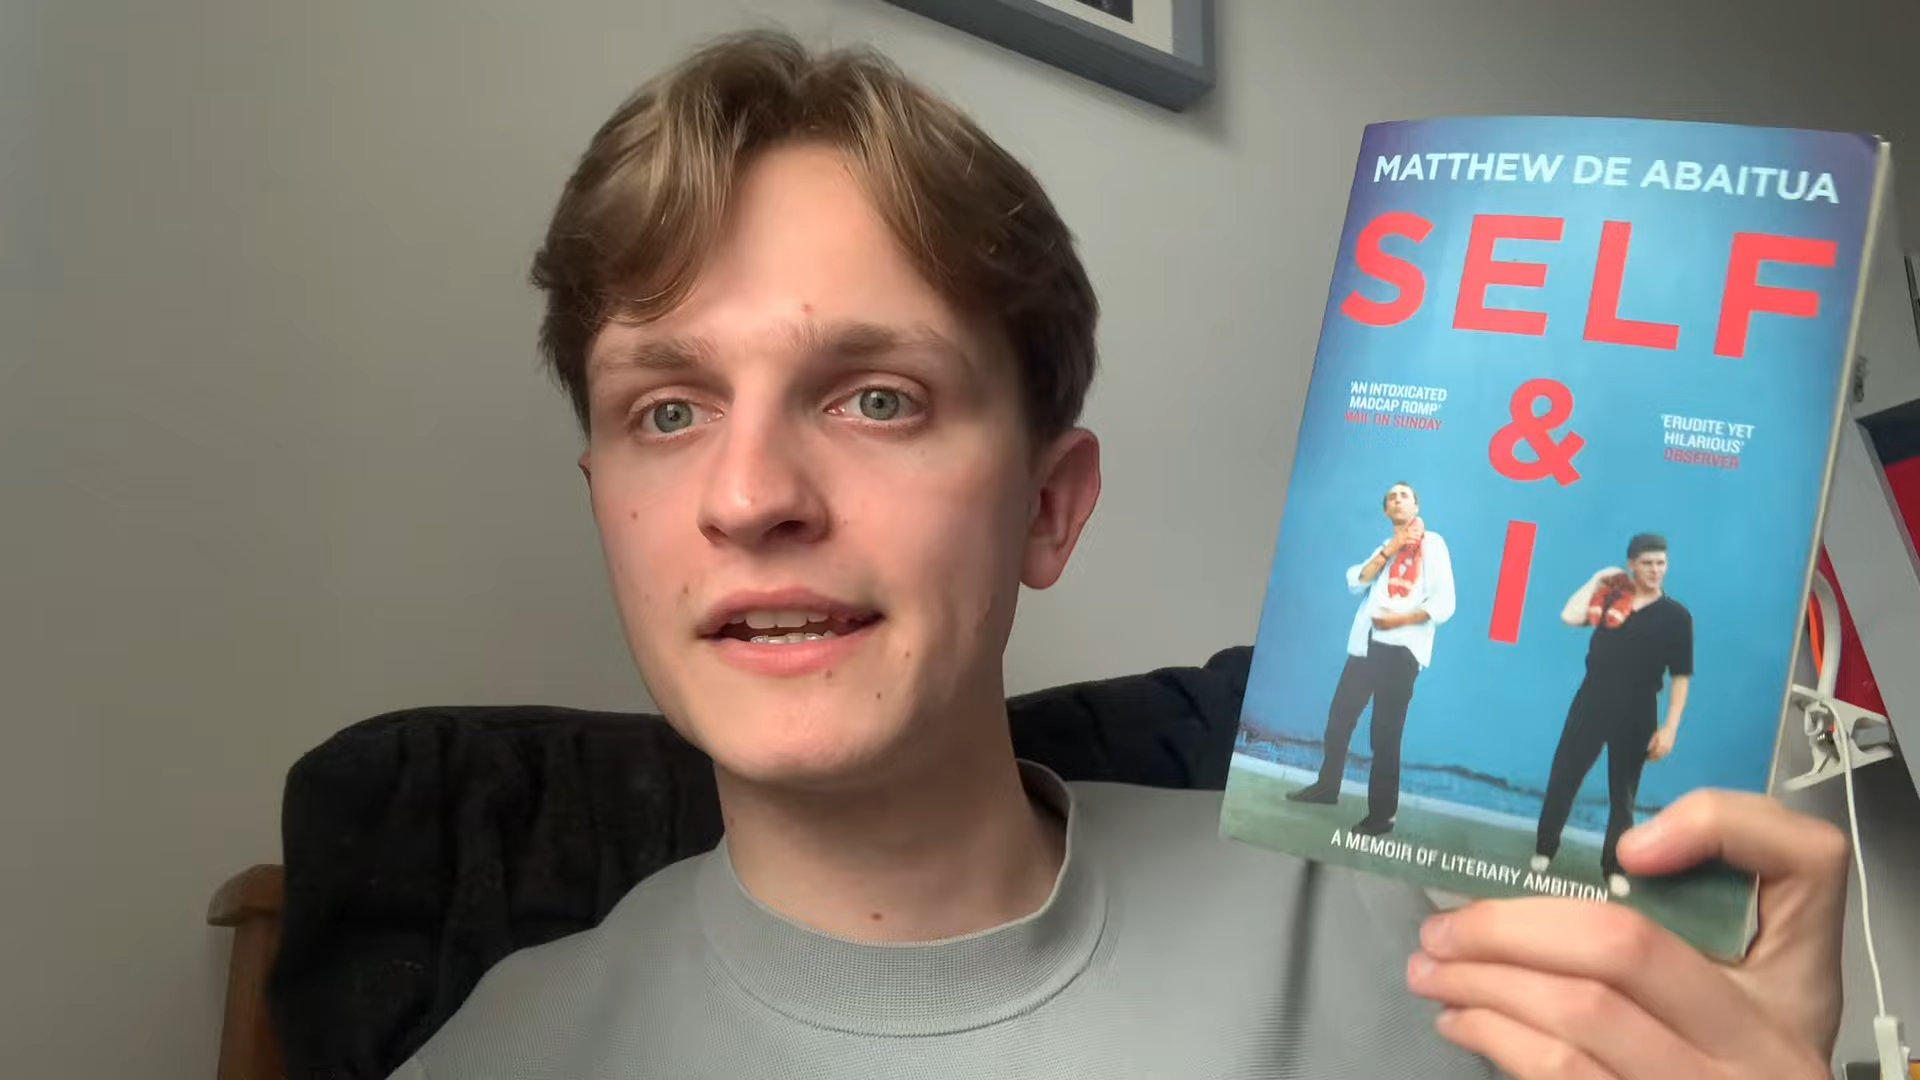 MATTHEW DE ABAITUA
SELF
&
I
'AN INTOXICATED
MADCAP ROMP'
MAIL ON SUNDAY
'ERUDITE YET
HILARIOUS'
OBSERVER
A MEMOIR OF LITERARY AMBITION